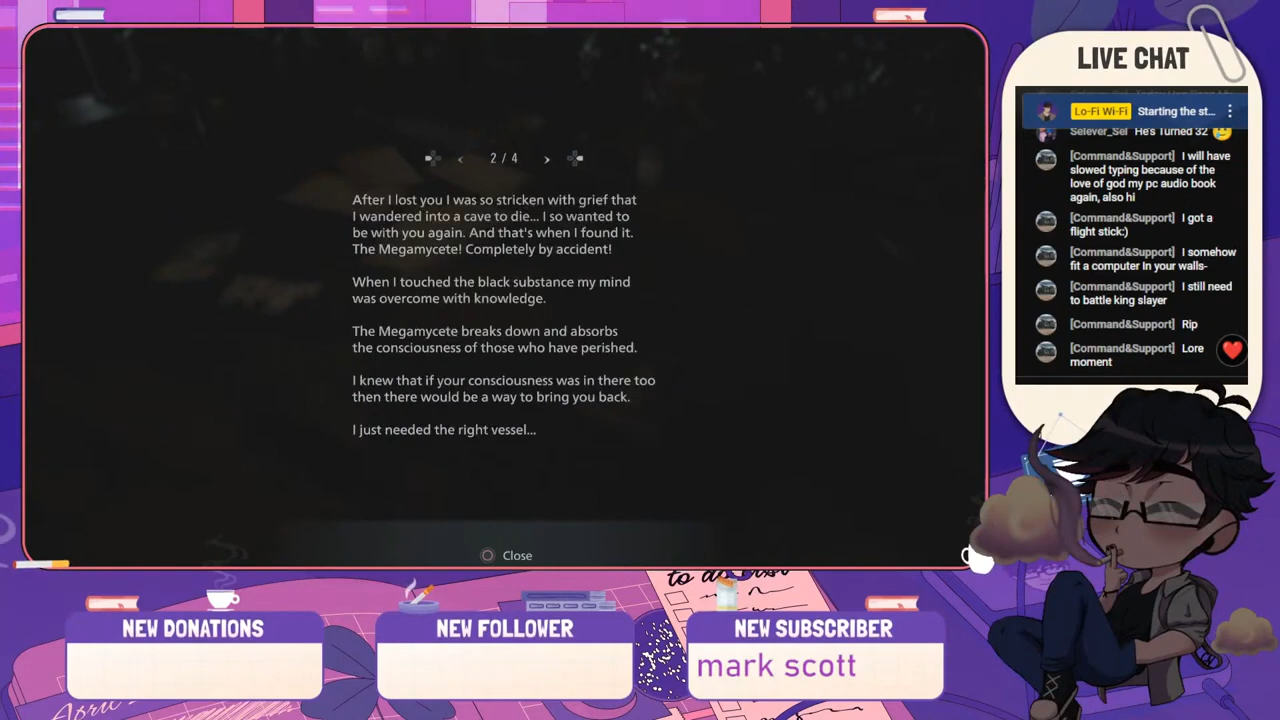 LIVE CHAT
Lo-Fi Wi-Fi Starting the st...
Selever_Sel He's Turned 32
[Command&Support] I will have
slowed typing because of the
love of god my pc audio book
again, also hi
[Command&Support] I got a
flight stick:)
[Command&Support] I somehow
fit a computer In your walls-
[Command&Support] I still need
to battle king slayer
[Command&Support] Rip
[Command&Support] Lore
moment
2 / 4
After I lost you I was so stricken with grief that
I wandered into a cave to die... I so wanted to
be with you again. And that's when I found it.
The Megamycete! Completely by accident!
When I touched the black substance my mind
was overcome with knowledge.
The Megamycete breaks down and absorbs
the consciousness of those who have perished.
I knew that if your consciousness was in there too
then there would be a way to bring you back.
I just needed the right vessel...
Close
to do first
NEW DONATIONS
NEW FOLLOWER
NEW SUBSCRIBER
mark scott
April